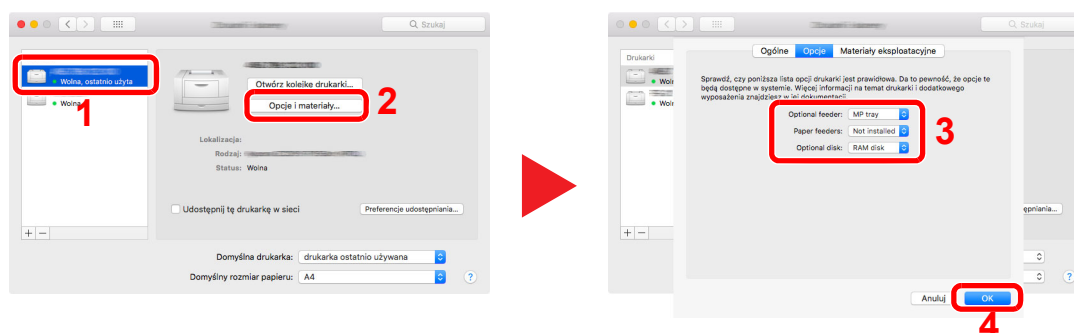 Szukaj
Wolna, ostatnio użyta
1
Wolna
Otwórz kolejkę drukarki...
Opcje i materiały...
2
Lokalizacja:
Rodzaj:
Status: Wolna
Udostępnij tę drukarkę w sieci
Preferencje udostępniania...
+ −
Domyślna drukarka: drukarka ostatnio używana
Domyślny rozmiar papieru: A4
?
Szukaj
Drukarki
Ogólne Opcje Materiały eksploatacyjne
Sprawdź, czy poniższa lista opcji drukarki jest prawidłowa. Da to pewność, że opcje te
będą dostępne w systemie. Więcej informacji na temat drukarki i dodatkowego
wyposażenia znajdziesz w jej dokumentacji.
Optional feeder: MP tray
Paper feeders: Not installed
Optional disk: RAM disk
3
ępniania...
+ −
?
Anuluj OK
4